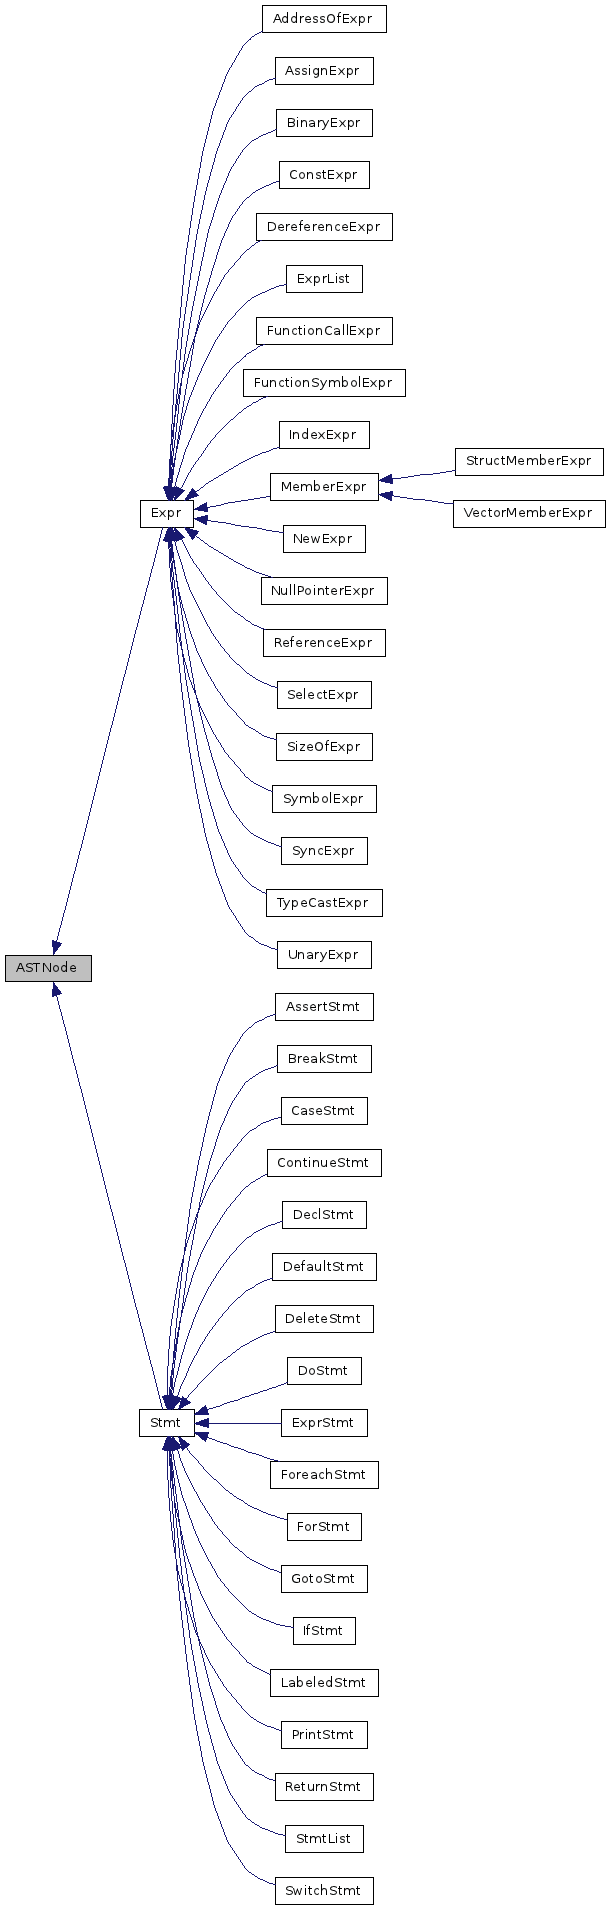 AddressOfExpr
AssignExpr
BinaryExpr
ConstExpr
DereferenceExpr
ExprList
FunctionCallExpr
FunctionSymbolExpr
IndexExpr
StructMemberExpr
MemberExpr
Expr
VectorMemberExpr
NewExpr
NullPointerExpr
ReferenceExpr
SelectExpr
SizeOfExpr
SymbolExpr
SyncExpr
TypeCastExpr
UnaryExpr
ASTNode
AssertStmt
BreakStmt
CaseStmt
ContinueStmt
DeclStmt
DefaultStmt
DeleteStmt
DoStmt
Stmt
ExprStmt
ForeachStmt
ForStmt
GotoStmt
IfStmt
LabeledStmt
PrintStmt
ReturnStmt
StmtList
SwitchStmt